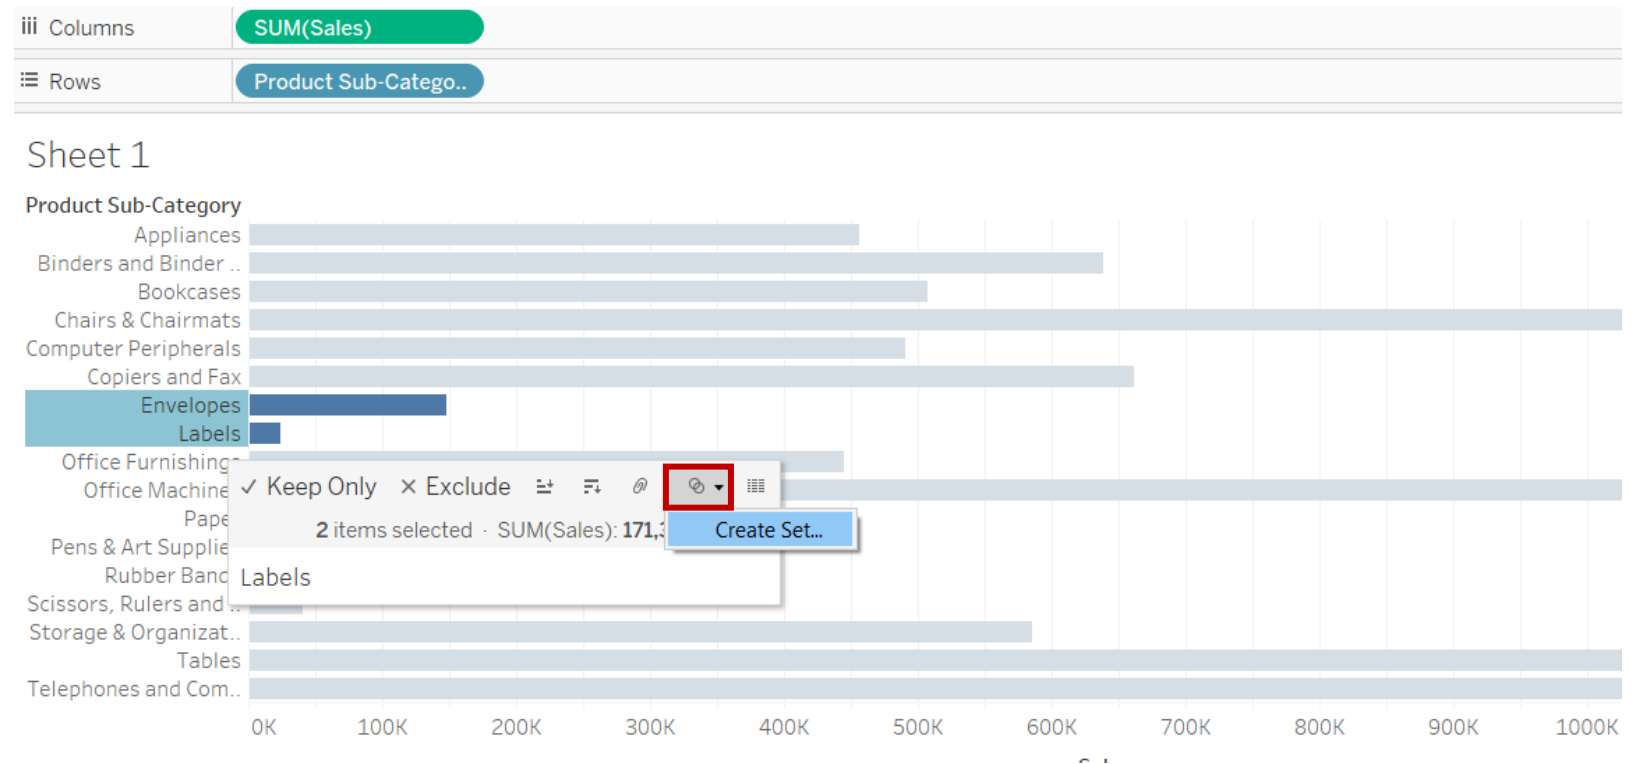 Columns SUM(Sales)
Rows Product Sub-Catego..
Sheet 1
Product Sub-Category
Appliances
Binders and Binder ..
Bookcases
Chairs & Chairmats
Computer Peripherals
Copiers and Fax
Envelopes
Labels
Office Furnishing
Office Machine
Keep Only Exclude
Pape
2 items selected · SUM(Sales): 171,3
Create Set...
Pens & Art Supplie
Rubber Band
Labels
Scissors, Rulers and ..
Storage & Organizat..
Tables
Telephones and Com..
0K 100K 200K 300K 400K 500K 600K 700K 800K 900K 1000K